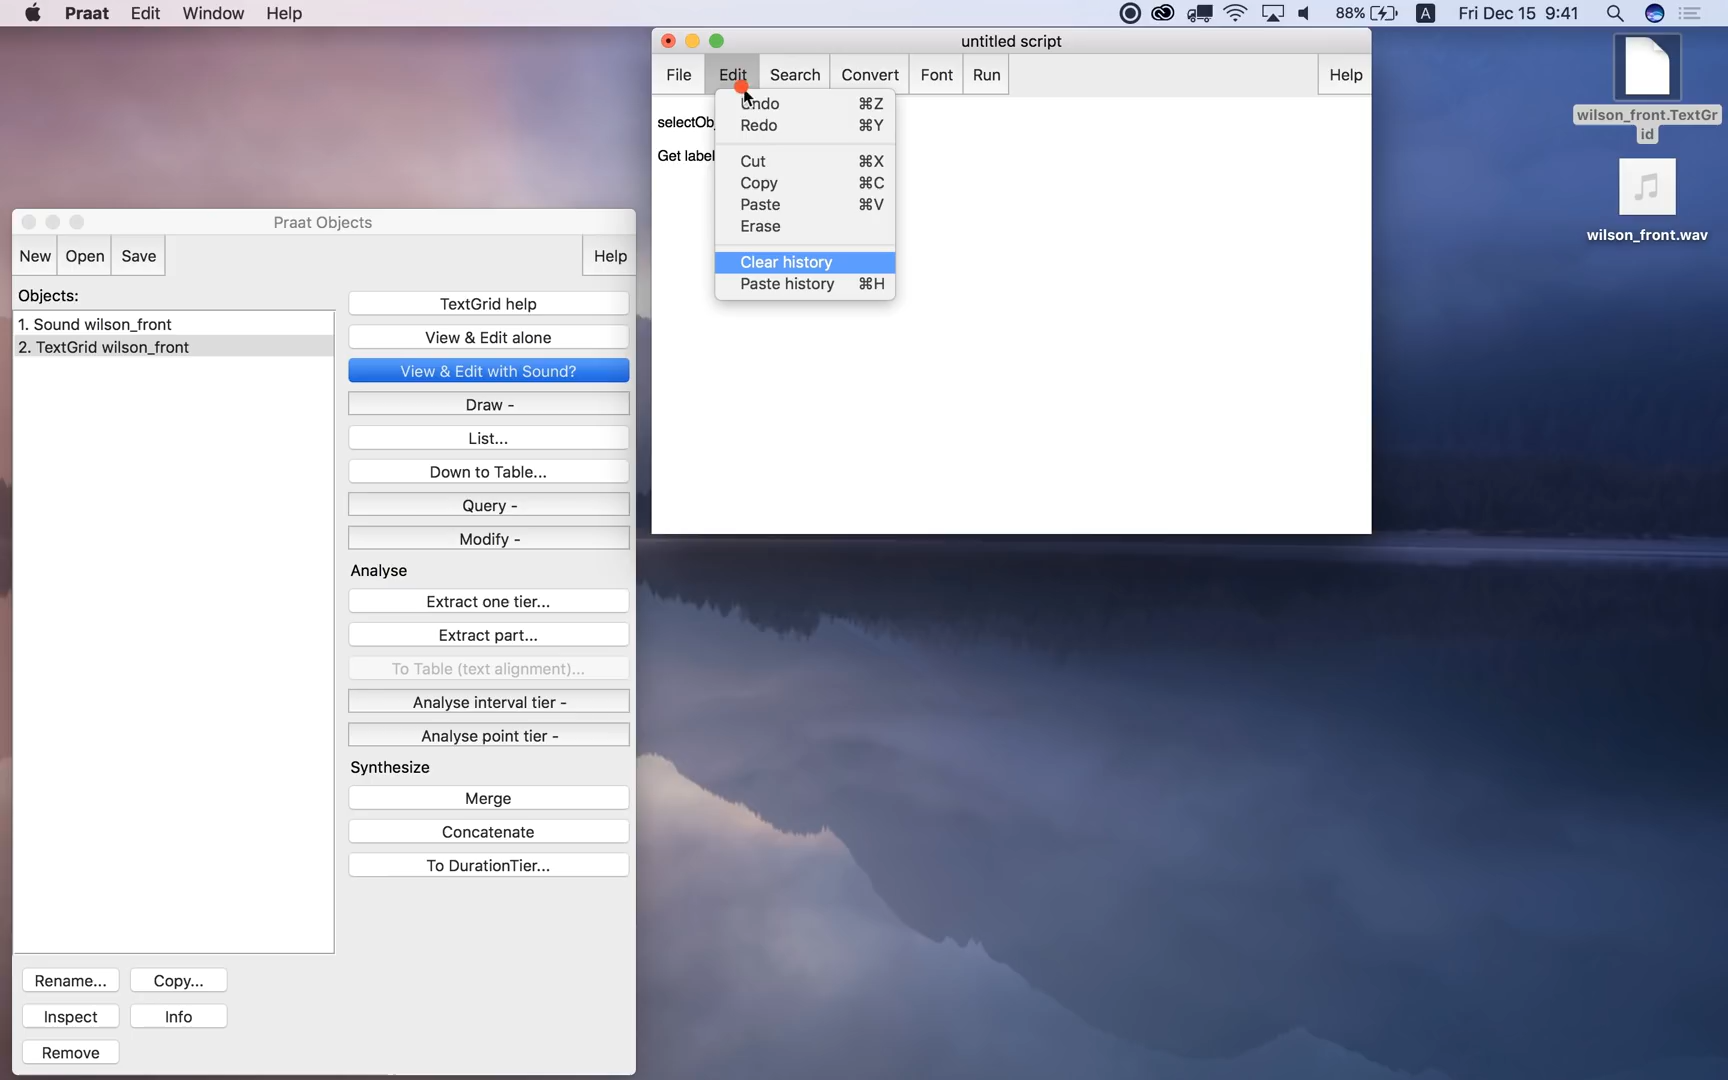 Praat Edit Window Help 88% A Fri Dec 15 9:41
untitled script
File Edit Search Convert Font Run Help
Undo ⌘Z
selectOb
Redo ⌘Y
Get label
Cut ⌘X
Copy ⌘C
Paste ⌘V
Erase
Clear history
Paste history ⌘H
wilson_front.TextGr
id
wilson_front.wav
Praat Objects
New Open Save Help
Objects:
1. Sound wilson_front
2. TextGrid wilson_front
TextGrid help
View & Edit alone
View & Edit with Sound?
Draw -
List...
Down to Table...
Query -
Modify -
Analyse
Extract one tier...
Extract part...
To Table (text alignment)...
Analyse interval tier -
Analyse point tier -
Synthesize
Merge
Concatenate
To DurationTier...
Rename... Copy...
Inspect Info
Remove